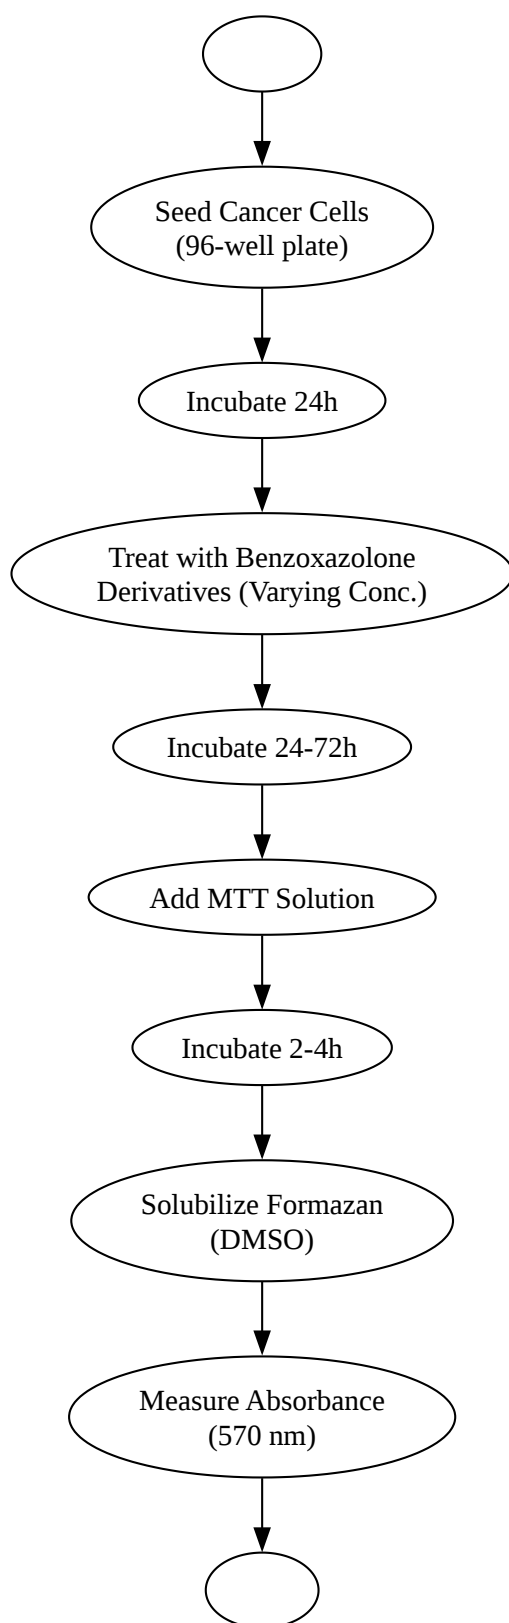 Seed Cancer Cells
(96-well plate)
Incubate 24h
Treat with Benzoxazolone
Derivatives (Varying Conc.)
Incubate 24-72h
Add MTT Solution
Incubate 2-4h
Solubilize Formazan
(DMSO)
Measure Absorbance
(570 nm)